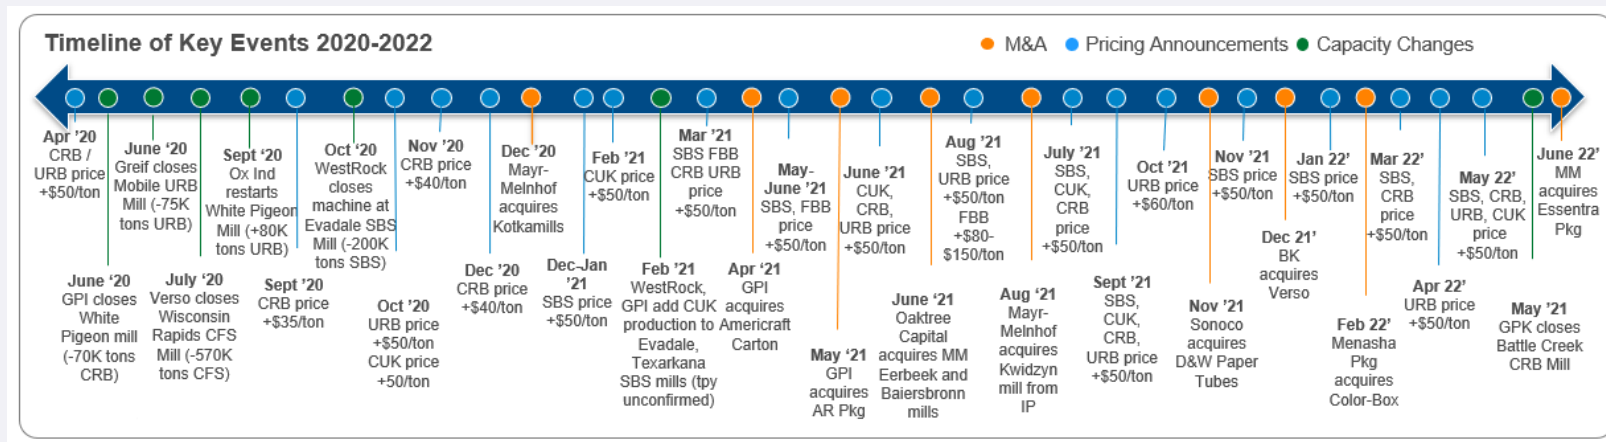 Timeline of Key Events 2020-2022
M&A
Pricing Announcements
Capacity Changes
Apr '20
CRB /
URB price
+$50/ton
June '20
GPI closes
White
Pigeon mill
(-70K tons
CRB)
June '20
Greif closes
Mobile URB
Mill (-75K
tons URB)
July '20
Verso closes
Wisconsin
Rapids CFS
Mill (-570K
tons CFS)
Sept '20
Ox Ind
restarts
White Pigeon
Mill (+80K
tons URB)
Sept '20
CRB price
+$35/ton
Oct '20
WestRock
closes
machine at
Evadale SBS
Mill (-200K
tons SBS)
Oct '20
URB price
+$50/ton
CUK price
+50/ton
Nov '20
CRB price
+$40/ton
Dec '20
CRB price
+$40/ton
Dec '20
Mayr-
Melnhof
acquires
Kotkamills
Dec-Jan
'21
SBS price
+$50/ton
Feb '21
CUK price
+$50/ton
Feb '21
WestRock,
GPI add CUK
production to
Evadale,
Texarkana
SBS mills (tpy
unconfirmed)
Mar '21
SBS FBB
CRB URB
price
+$50/ton
Apr '21
GPI
acquires
Americraft
Carton
May-
June '21
SBS, FBB
price
+$50/ton
May '21
GPI
acquires
AR Pkg
June '21
CUK,
CRB,
URB price
+$50/ton
June '21
Oaktree
Capital
acquires MM
Eerbeek and
Baiersbronn
mills
Aug '21
SBS,
URB price
+$50/ton
FBB
+$80-
$150/ton
Aug '21
Mayr-
Melnhof
acquires
Kwidzyn
mill from
IP
July '21
SBS,
CUK,
CRB
price
+$50/ton
Sept '21
SBS,
CUK,
CRB,
URB price
+$50/ton
Oct '21
URB price
+$60/ton
Nov '21
Sonoco
acquires
D&W Paper
Tubes
Nov '21
SBS price
+$50/ton
Dec 21'
BK
acquires
Verso
Jan 22'
SBS price
+$50/ton
Feb 22'
Menasha
Pkg
acquires
Color-Box
Mar 22'
SBS,
CRB
price
+$50/ton
Apr 22'
URB price
+$50/ton
May 22'
SBS, CRB,
URB, CUK
price
+$50/ton
May '21
GPK closes
Battle Creek
CRB Mill
June 22'
MM
acquires
Essentra
Pkg